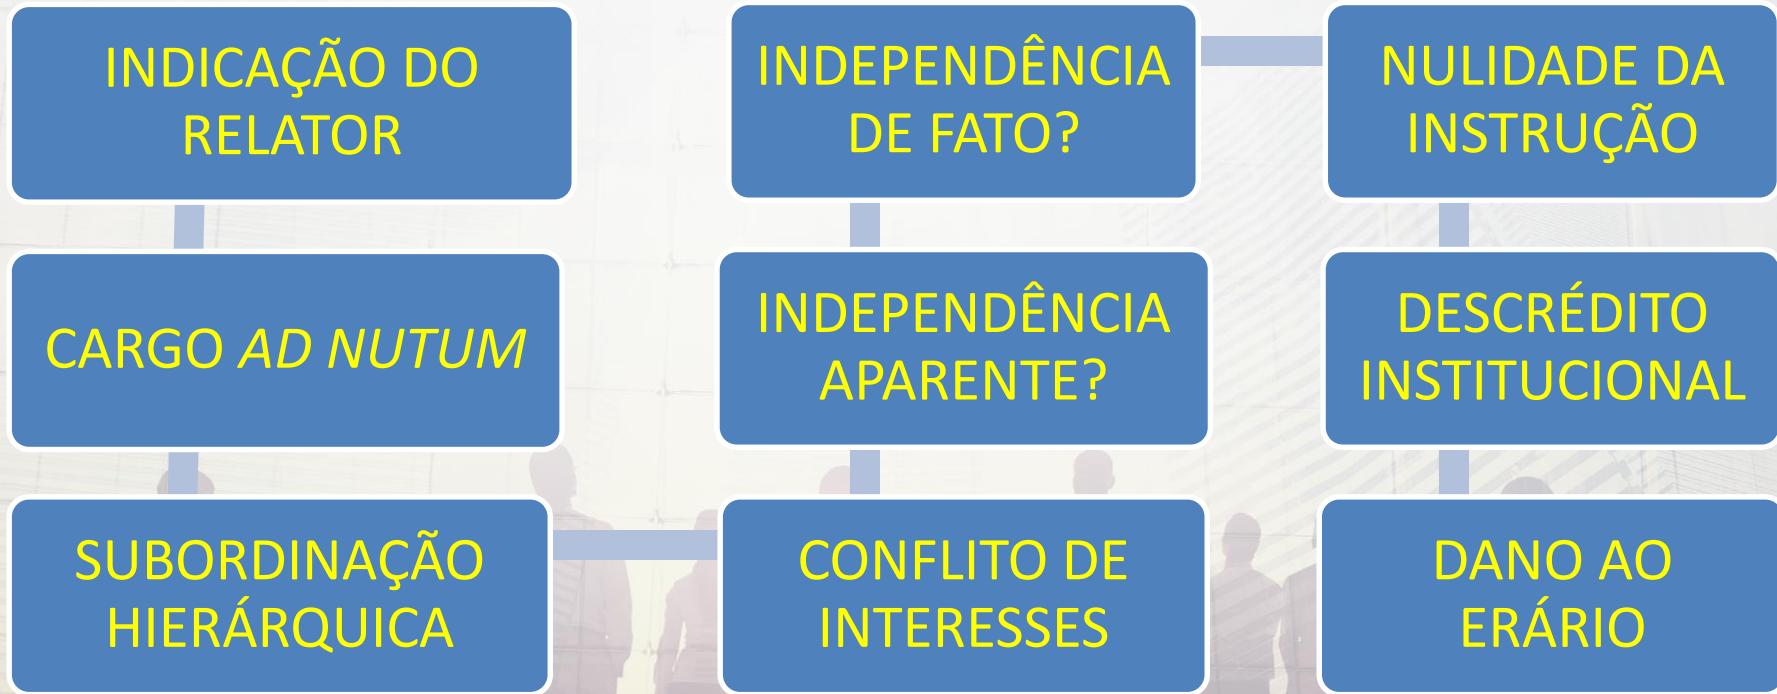 INDICAÇÃO DO
RELATOR
CARGO AD NUTUM
SUBORDINAÇÃO
HIERÁRQUICA
CONFLITO DE
INTERESSES
INDEPENDÊNCIA
APARENTE?
INDEPENDÊNCIA
DE FATO?
NULIDADE DA
INSTRUÇÃO
DESCRÉDITO
INSTITUCIONAL
DANO AO
ERÁRIO